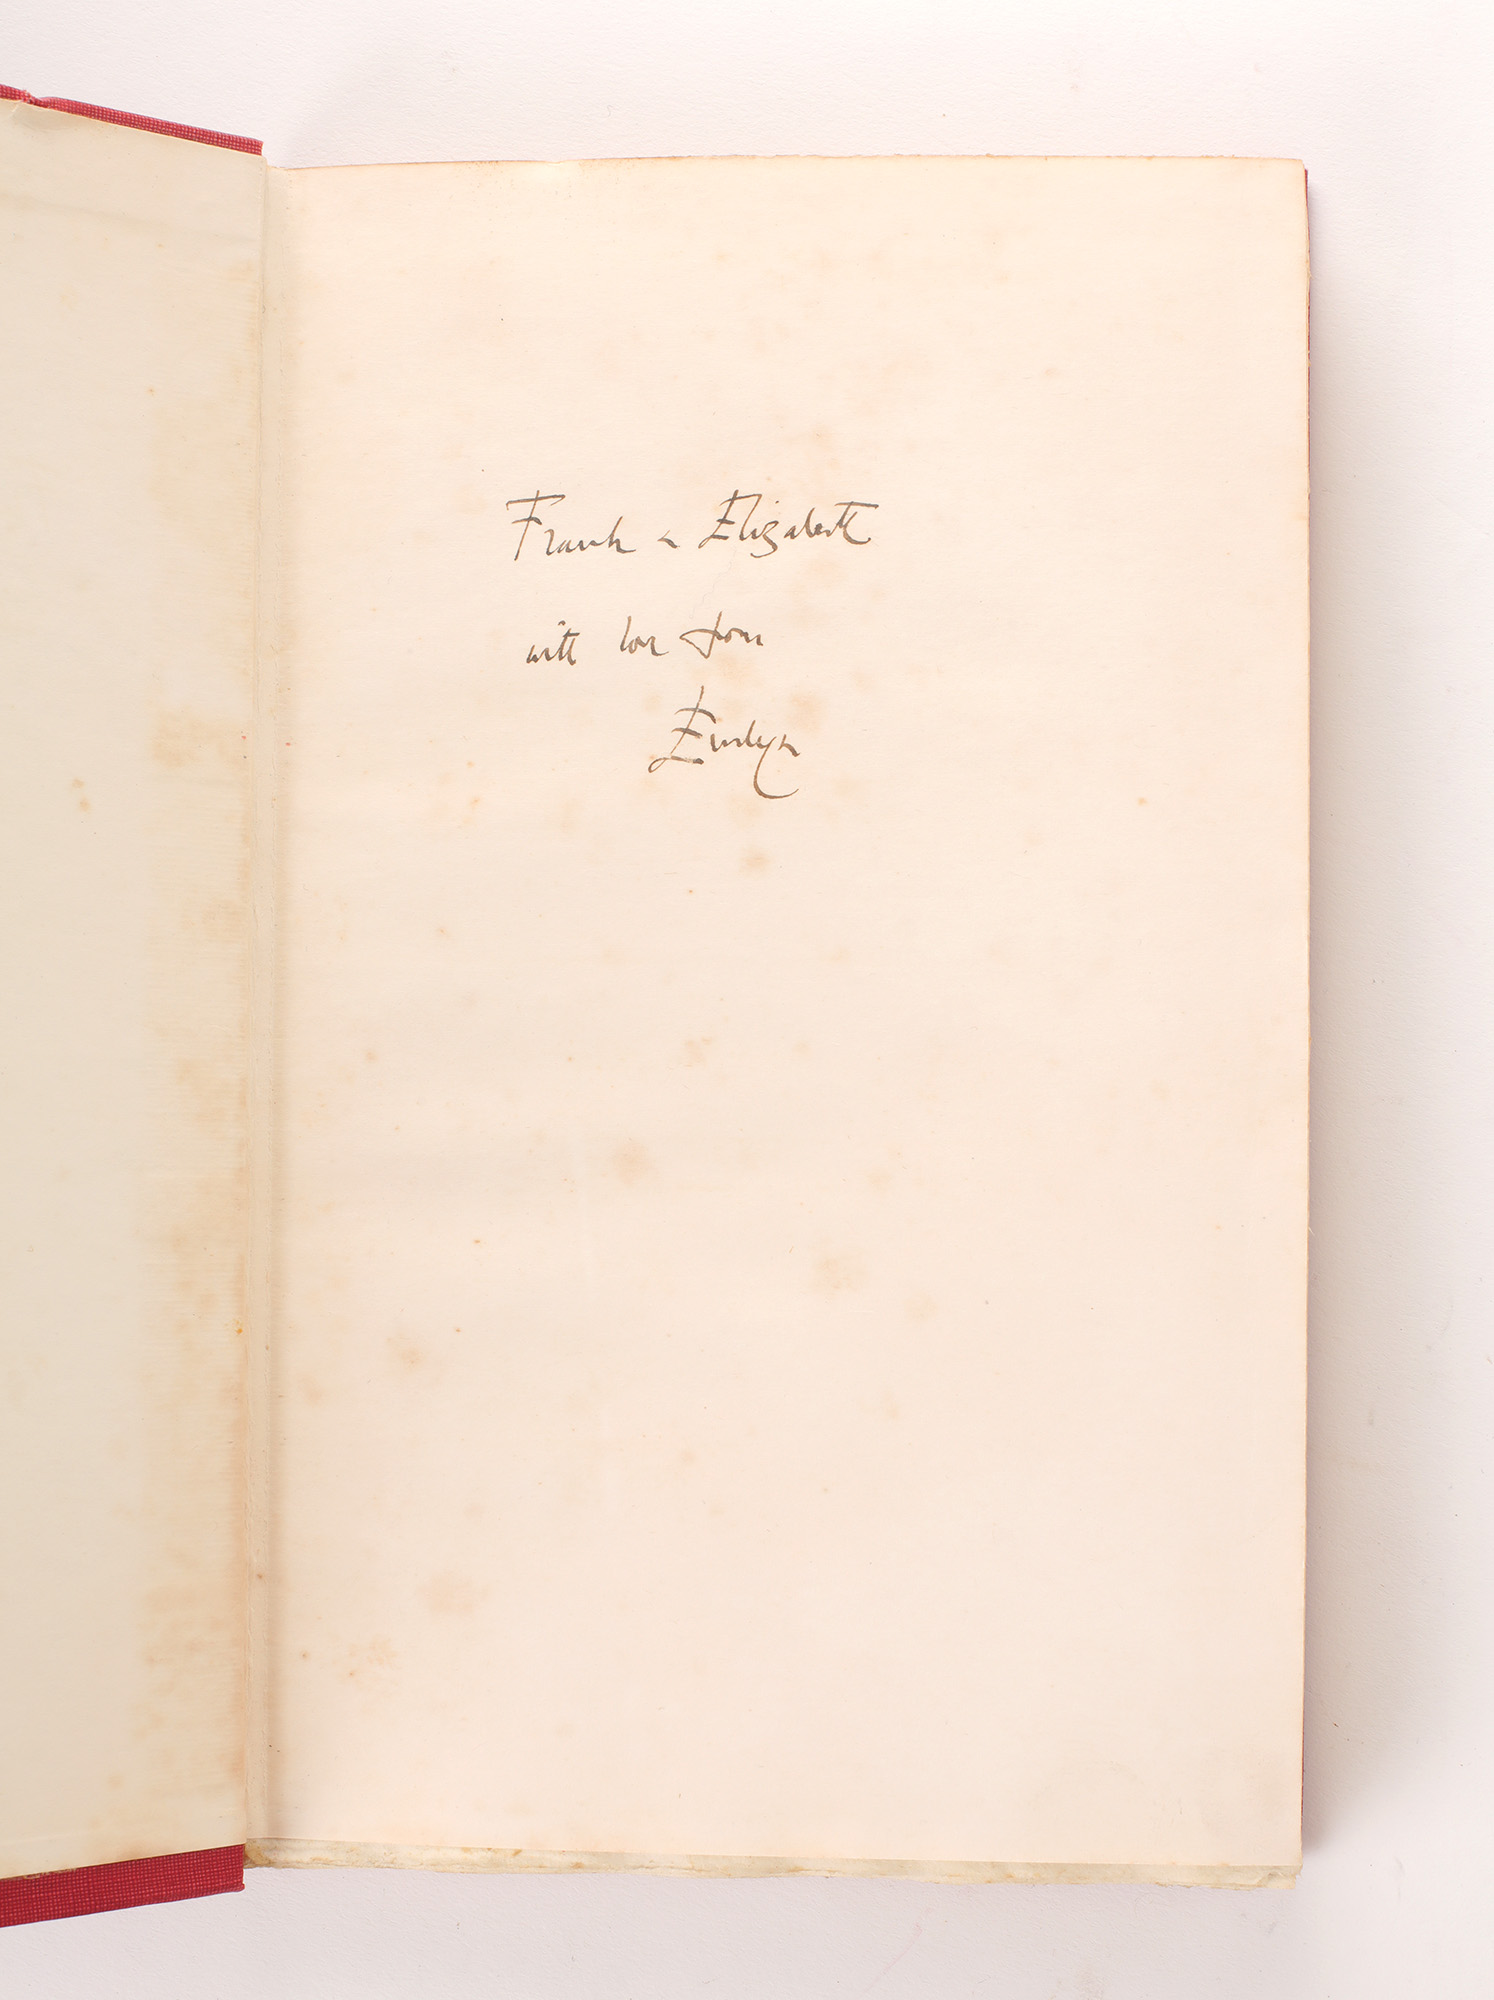 Frank & Elizabeth
with love from
Evelyn